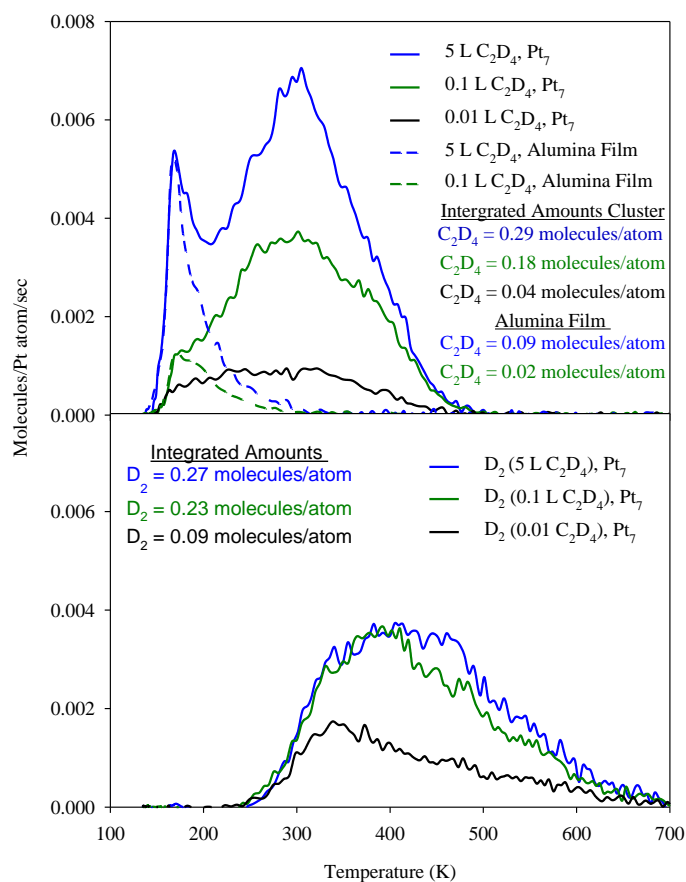 0.008
0.006
0.004
0.002
0.000
5 L C2D4, Pt7
0.1 L C2D4, Pt7
0.01 L C2D4, Pt7
5 L C2D4, Alumina Film
0.1 L C2D4, Alumina Film
Intergrated Amounts Cluster
C2D4 = 0.29 molecules/atom
C2D4 = 0.18 molecules/atom
C2D4 = 0.04 molecules/atom
Alumina Film
C2D4 = 0.09 molecules/atom
C2D4 = 0.02 molecules/atom
Molecules/Pt atom/sec
Integrated Amounts
D2 = 0.27 molecules/atom
D2 = 0.23 molecules/atom
D2 = 0.09 molecules/atom
D2 (5 L C2D4), Pt7
D2 (0.1 L C2D4), Pt7
D2 (0.01 C2D4), Pt7
0.006
0.004
0.002
0.000
100 200 300 400 500 600 700
Temperature (K)